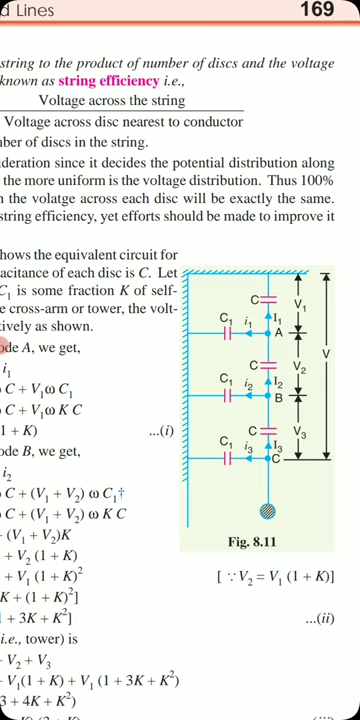 d Lines 169
string to the product of number of discs and the voltage
known as string efficiency i.e.,
Voltage across the string
Voltage across disc nearest to conductor
ber of discs in the string.
ideration since it decides the potential distribution along
the more uniform is the voltage distribution. Thus 100%
n the volatge across each disc will be exactly the same.
string efficiency, yet efforts should be made to improve it
hows the equivalent circuit for
acitance of each disc is C. Let
C₁ is some fraction K of self-
e cross-arm or tower, the volt-
tively as shown.
ode A, we get,
i₁
C + V₁ω C₁
C + V₁ω K C
1 + K) ...(i)
ode B, we get,
i₂
C + (V₁ + V₂) ω C₁†
C + (V₁ + V₂) ω K C
(V₁ + V₂)K
+ V₂ (1 + K)
+ V₁ (1 + K)² [ ∵ V₂ = V₁ (1 + K)]
K + (1 + K)²]
+ 3K + K²] ...(ii)
i.e., tower) is
V₂ + V₃
V₁(1 + K) + V₁ (1 + 3K + K²)
3 + 4K + K²)
C
V₁
C₁
i₁
I₁
A
C
V₂
V
C₁
i₂
I₂
B
C
V₃
C₁
i₃
I₃
C
Fig. 8.11